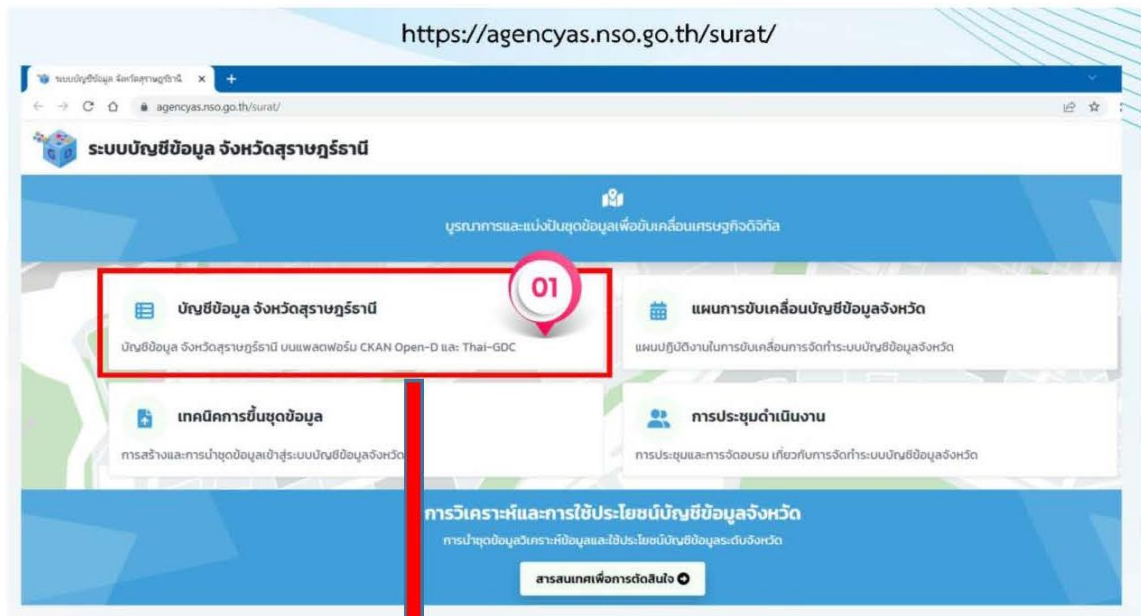 https://agencyas.nso.go.th/surat/
ระบบบัญชีข้อมูล จังหวัดสุราษฎร์ธานี
agencyas.nso.go.th/surat/
ระบบบัญชีข้อมูล จังหวัดสุราษฎร์ธานี
บูรณาการและแบ่งปันชุดข้อมูลเพื่อขับเคลื่อนเศรษฐกิจดิจิทัล
01
บัญชีข้อมูล จังหวัดสุราษฎร์ธานี
บัญชีข้อมูล จังหวัดสุราษฎร์ธานี บนแพลตฟอร์ม CKAN Open-D และ Thai-GDC
แผนการขับเคลื่อนบัญชีข้อมูลจังหวัด
แผนปฏิบัติงานในการขับเคลื่อนการจัดทำระบบบัญชีข้อมูลจังหวัด
เทคนิคการขึ้นชุดข้อมูล
การสร้างและการนำชุดข้อมูลเข้าสู่ระบบบัญชีข้อมูลจังหวัด
การประชุมดำเนินงาน
การประชุมและการจัดอบรม เกี่ยวกับการจัดทำระบบบัญชีข้อมูลจังหวัด
การวิเคราะห์และการใช้ประโยชน์บัญชีข้อมูลจังหวัด
การนำชุดข้อมูลวิเคราะห์ข้อมูลและใช้ประโยชน์บัญชีข้อมูลระดับจังหวัด
สารสนเทศเพื่อการตัดสินใจ